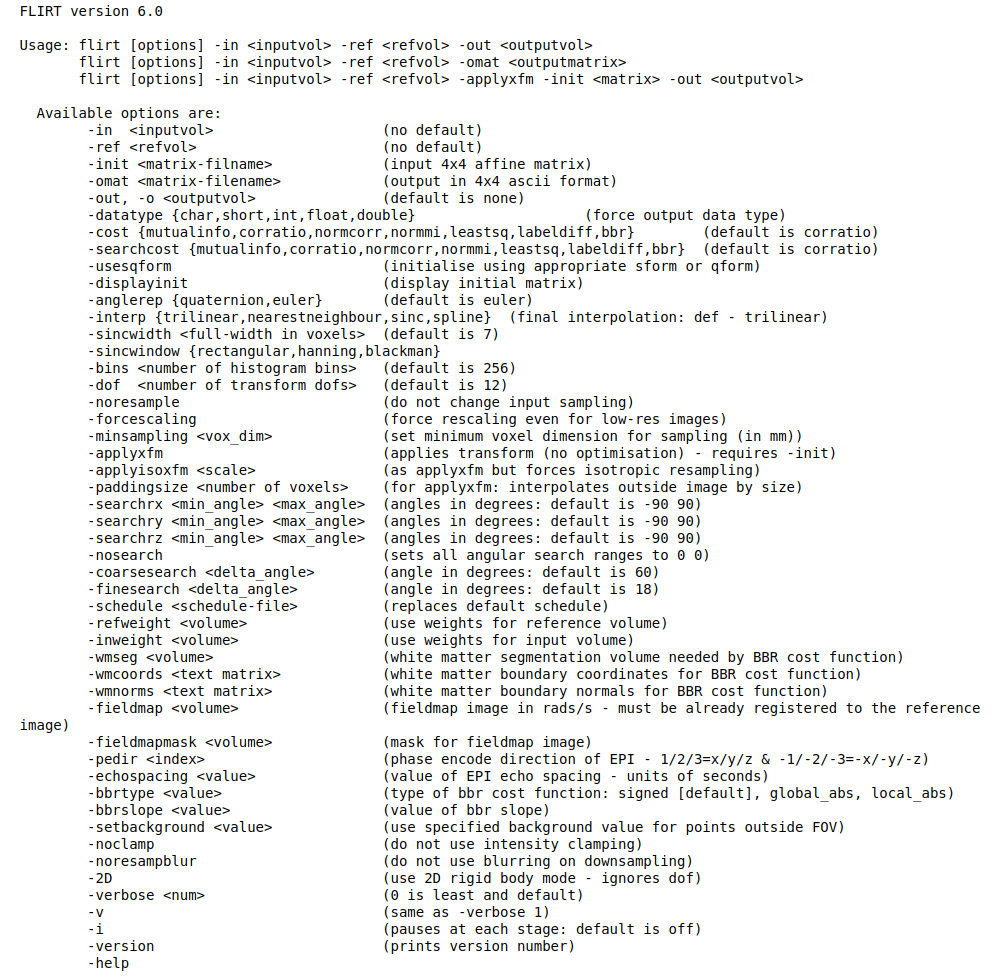 FLIRT version 6.0

Usage: flirt [options] -in <inputvol> -ref <refvol> -out <outputvol>
       flirt [options] -in <inputvol> -ref <refvol> -omat <outputmatrix>
       flirt [options] -in <inputvol> -ref <refvol> -applyxfm -init <matrix> -out <outputvol>

  Available options are:
        -in  <inputvol>                    (no default)
        -ref <refvol>                      (no default)
        -init <matrix-filname>             (input 4x4 affine matrix)
        -omat <matrix-filename>            (output in 4x4 ascii format)
        -out, -o <outputvol>               (default is none)
        -datatype {char,short,int,float,double}                    (force output data type)
        -cost {mutualinfo,corratio,normcorr,normmi,leastsq,labeldiff,bbr}        (default is corratio)
        -searchcost {mutualinfo,corratio,normcorr,normmi,leastsq,labeldiff,bbr}  (default is corratio)
        -usesqform                         (initialise using appropriate sform or qform)
        -displayinit                       (display initial matrix)
        -anglerep {quaternion,euler}       (default is euler)
        -interp {trilinear,nearestneighbour,sinc,spline}  (final interpolation: def - trilinear)
        -sincwidth <full-width in voxels>  (default is 7)
        -sincwindow {rectangular,hanning,blackman}
        -bins <number of histogram bins>   (default is 256)
        -dof  <number of transform dofs>   (default is 12)
        -noresample                        (do not change input sampling)
        -forcescaling                      (force rescaling even for low-res images)
        -minsampling <vox_dim>             (set minimum voxel dimension for sampling (in mm))
        -applyxfm                          (applies transform (no optimisation) - requires -init)
        -applyisoxfm <scale>               (as applyxfm but forces isotropic resampling)
        -paddingsize <number of voxels>    (for applyxfm: interpolates outside image by size)
        -searchrx <min_angle> <max_angle>  (angles in degrees: default is -90 90)
        -searchry <min_angle> <max_angle>  (angles in degrees: default is -90 90)
        -searchrz <min_angle> <max_angle>  (angles in degrees: default is -90 90)
        -nosearch                          (sets all angular search ranges to 0 0)
        -coarsesearch <delta_angle>        (angle in degrees: default is 60)
        -finesearch <delta_angle>          (angle in degrees: default is 18)
        -schedule <schedule-file>          (replaces default schedule)
        -refweight <volume>                (use weights for reference volume)
        -inweight <volume>                 (use weights for input volume)
        -wmseg <volume>                    (white matter segmentation volume needed by BBR cost function)
        -wmcoords <text matrix>            (white matter boundary coordinates for BBR cost function)
        -wmnorms <text matrix>             (white matter boundary normals for BBR cost function)
        -fieldmap <volume>                 (fieldmap image in rads/s - must be already registered to the reference
image)
        -fieldmapmask <volume>             (mask for fieldmap image)
        -pedir <index>                     (phase encode direction of EPI - 1/2/3=x/y/z & -1/-2/-3=-x/-y/-z)
        -echospacing <value>               (value of EPI echo spacing - units of seconds)
        -bbrtype <value>                   (type of bbr cost function: signed [default], global_abs, local_abs)
        -bbrslope <value>                  (value of bbr slope)
        -setbackground <value>             (use specified background value for points outside FOV)
        -noclamp                           (do not use intensity clamping)
        -noresampblur                      (do not use blurring on downsampling)
        -2D                                (use 2D rigid body mode - ignores dof)
        -verbose <num>                     (0 is least and default)
        -v                                 (same as -verbose 1)
        -i                                 (pauses at each stage: default is off)
        -version                           (prints version number)
        -help